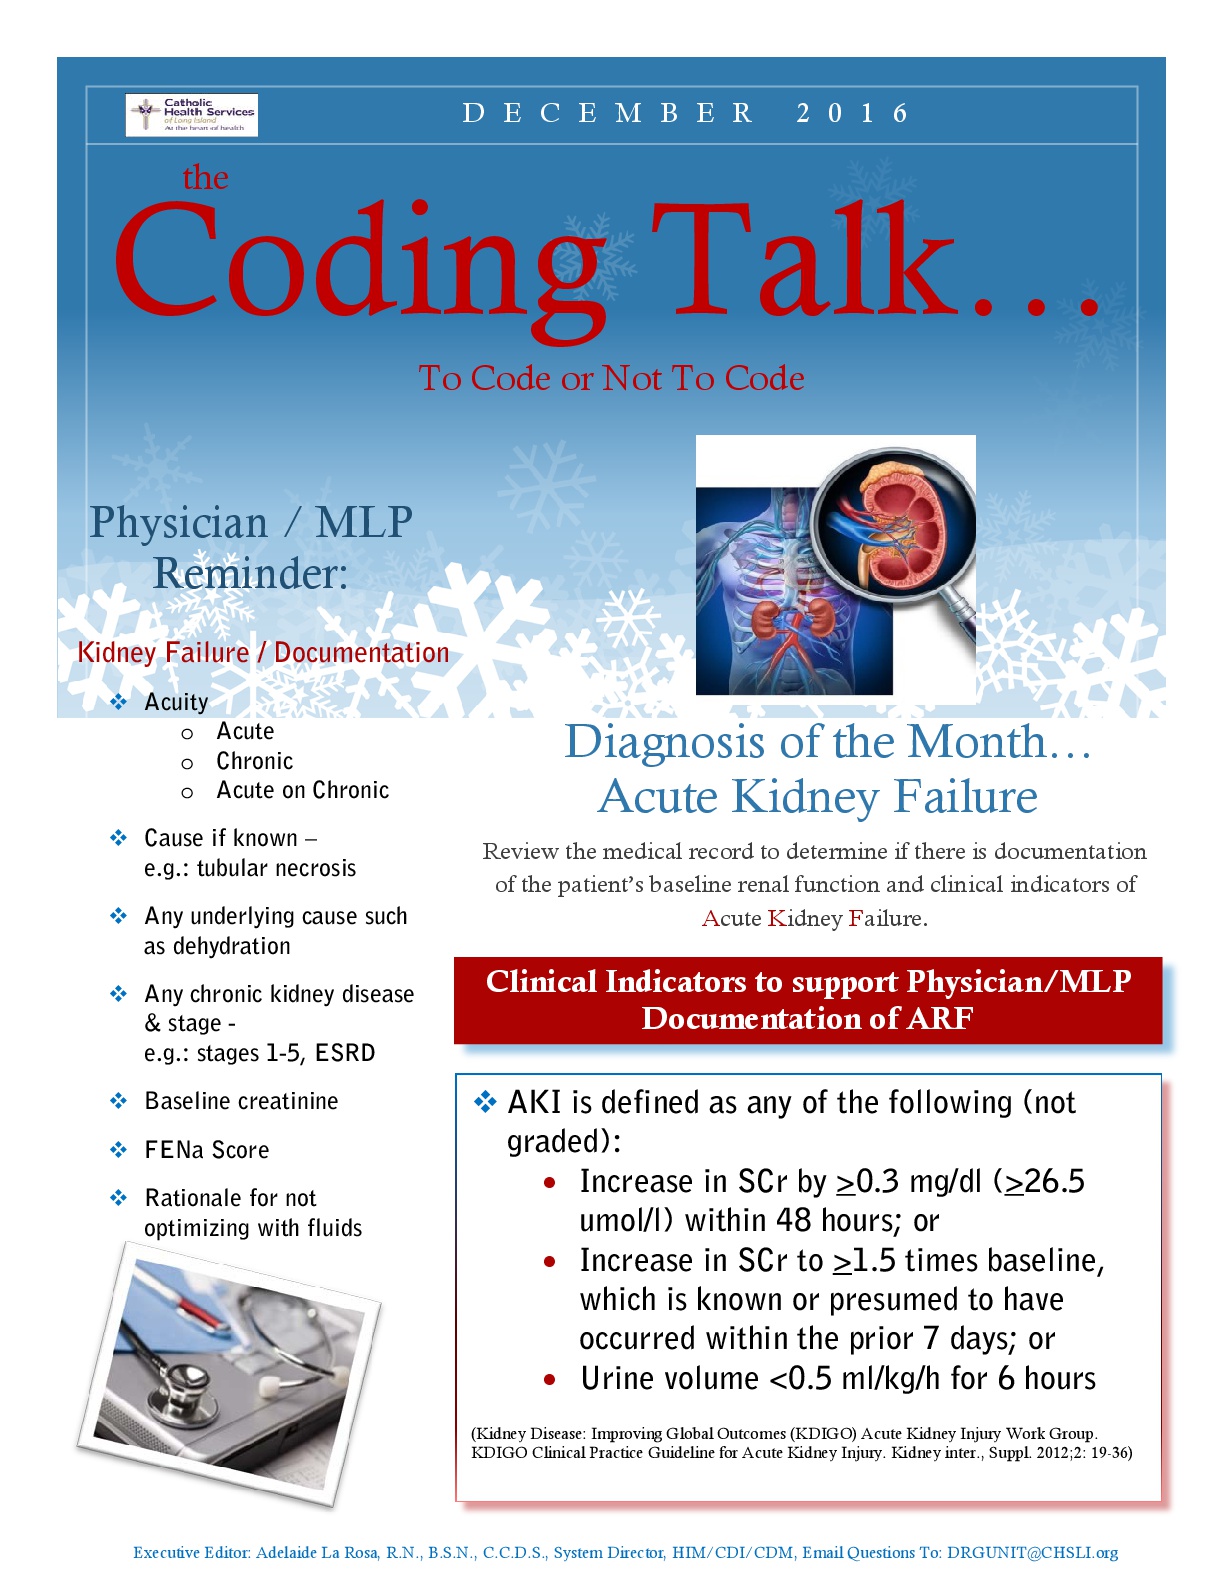 Catholic
Health Services
of Long Island
At the heart of health
DECEMBER 2016
the
Coding Talk...
To Code or Not To Code
Physician / MLP
Reminder:
Kidney Failure / Documentation
❖ Acuity
o Acute
o Chronic
o Acute on Chronic
❖ Cause if known –
e.g.: tubular necrosis
❖ Any underlying cause such
as dehydration
❖ Any chronic kidney disease
& stage -
e.g.: stages 1-5, ESRD
❖ Baseline creatinine
❖ FENa Score
❖ Rationale for not
optimizing with fluids
Diagnosis of the Month...
Acute Kidney Failure
Review the medical record to determine if there is documentation
of the patient's baseline renal function and clinical indicators of
Acute Kidney Failure.
Clinical Indicators to support Physician/MLP
Documentation of ARF
❖ AKI is defined as any of the following (not
graded):
• Increase in SCr by ≥0.3 mg/dl (≥26.5
umol/l) within 48 hours; or
• Increase in SCr to ≥1.5 times baseline,
which is known or presumed to have
occurred within the prior 7 days; or
• Urine volume <0.5 ml/kg/h for 6 hours
(Kidney Disease: Improving Global Outcomes (KDIGO) Acute Kidney Injury Work Group.
KDIGO Clinical Practice Guideline for Acute Kidney Injury. Kidney inter., Suppl. 2012;2: 19-36)
Executive Editor: Adelaide La Rosa, R.N., B.S.N., C.C.D.S., System Director, HIM/CDI/CDM, Email Questions To: DRGUNIT@CHSLI.org